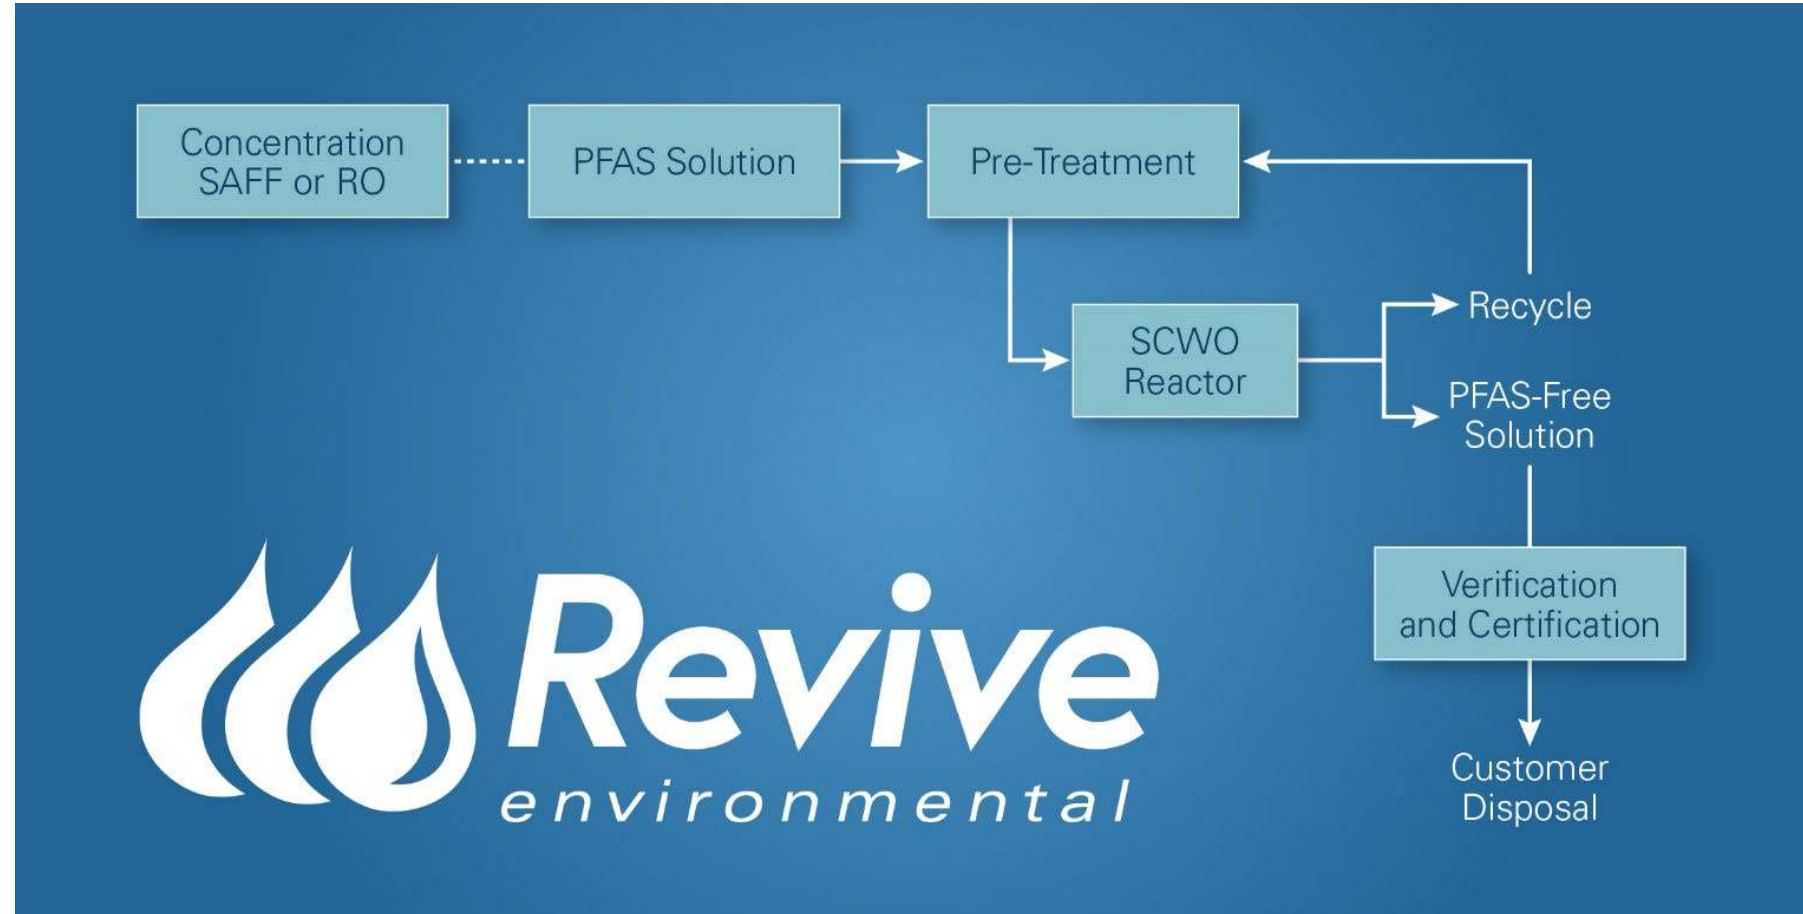 Concentration
SAFF or RO
PFAS Solution
Pre-Treatment
SCWO
Reactor
Recycle
PFAS-Free
Solution
Verification
and Certification
Customer
Disposal
Revive
environmental